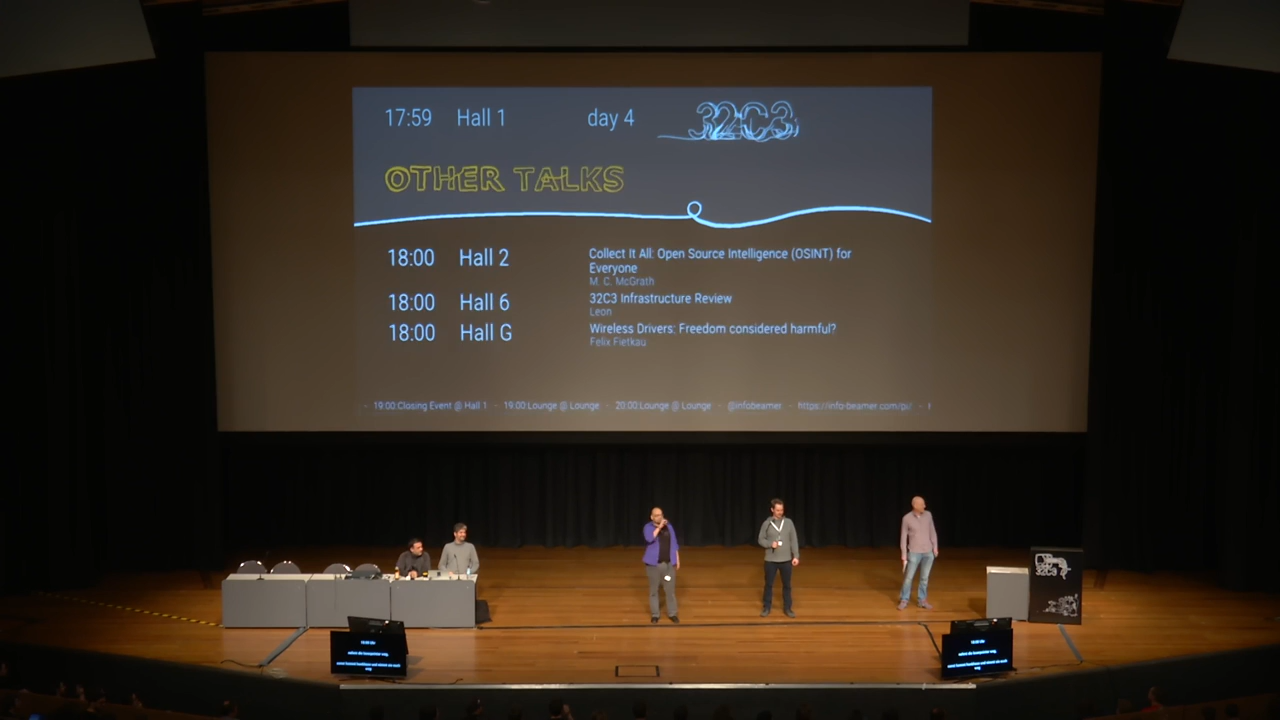 17:59 Hall 1 day 4 32C3
OTHER TALKS
18:00 Hall 2 Collect It All: Open Source Intelligence (OSINT) for
Everyone
M. C. McGrath
18:00 Hall 6 32C3 Infrastructure Review
Leon
18:00 Hall G Wireless Drivers: Freedom considered harmful?
Felix Fietkau
- 19:00:Closing Event @ Hall 1 - 19:00:Lounge @ Lounge - 20:00:Lounge @ Lounge - @infobeamer - https://info-beamer.com/pi/ -
32C3